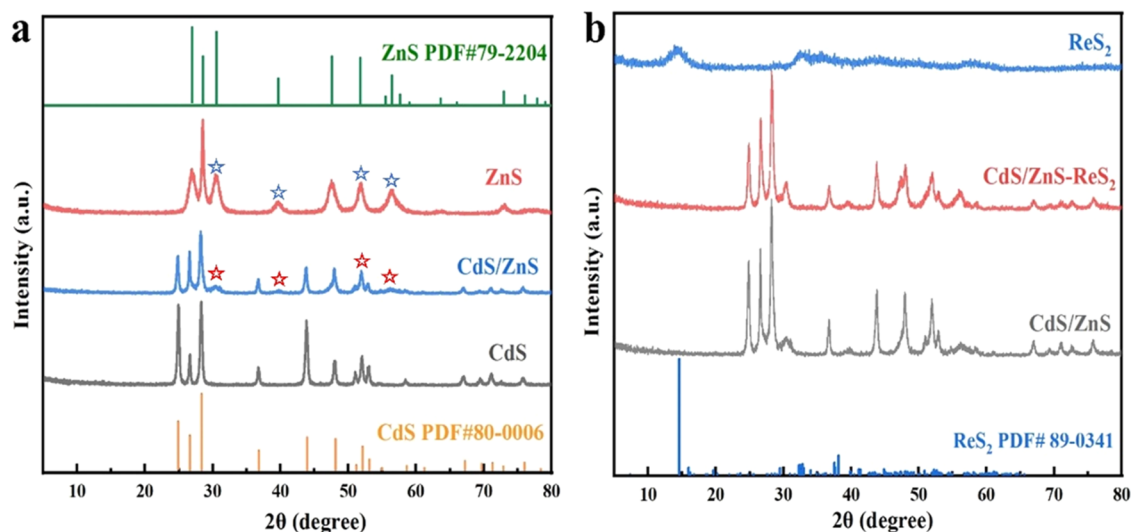 a
ZnS PDF#79-2204
ZnS
CdS/ZnS
CdS
CdS PDF#80-0006
Intensity (a.u.)
10 20 30 40 50 60 70 80
2θ (degree)
b
ReS₂
CdS/ZnS-ReS₂
CdS/ZnS
ReS₂ PDF# 89-0341
Intensity (a.u.)
10 20 30 40 50 60 70 80
2θ (degree)